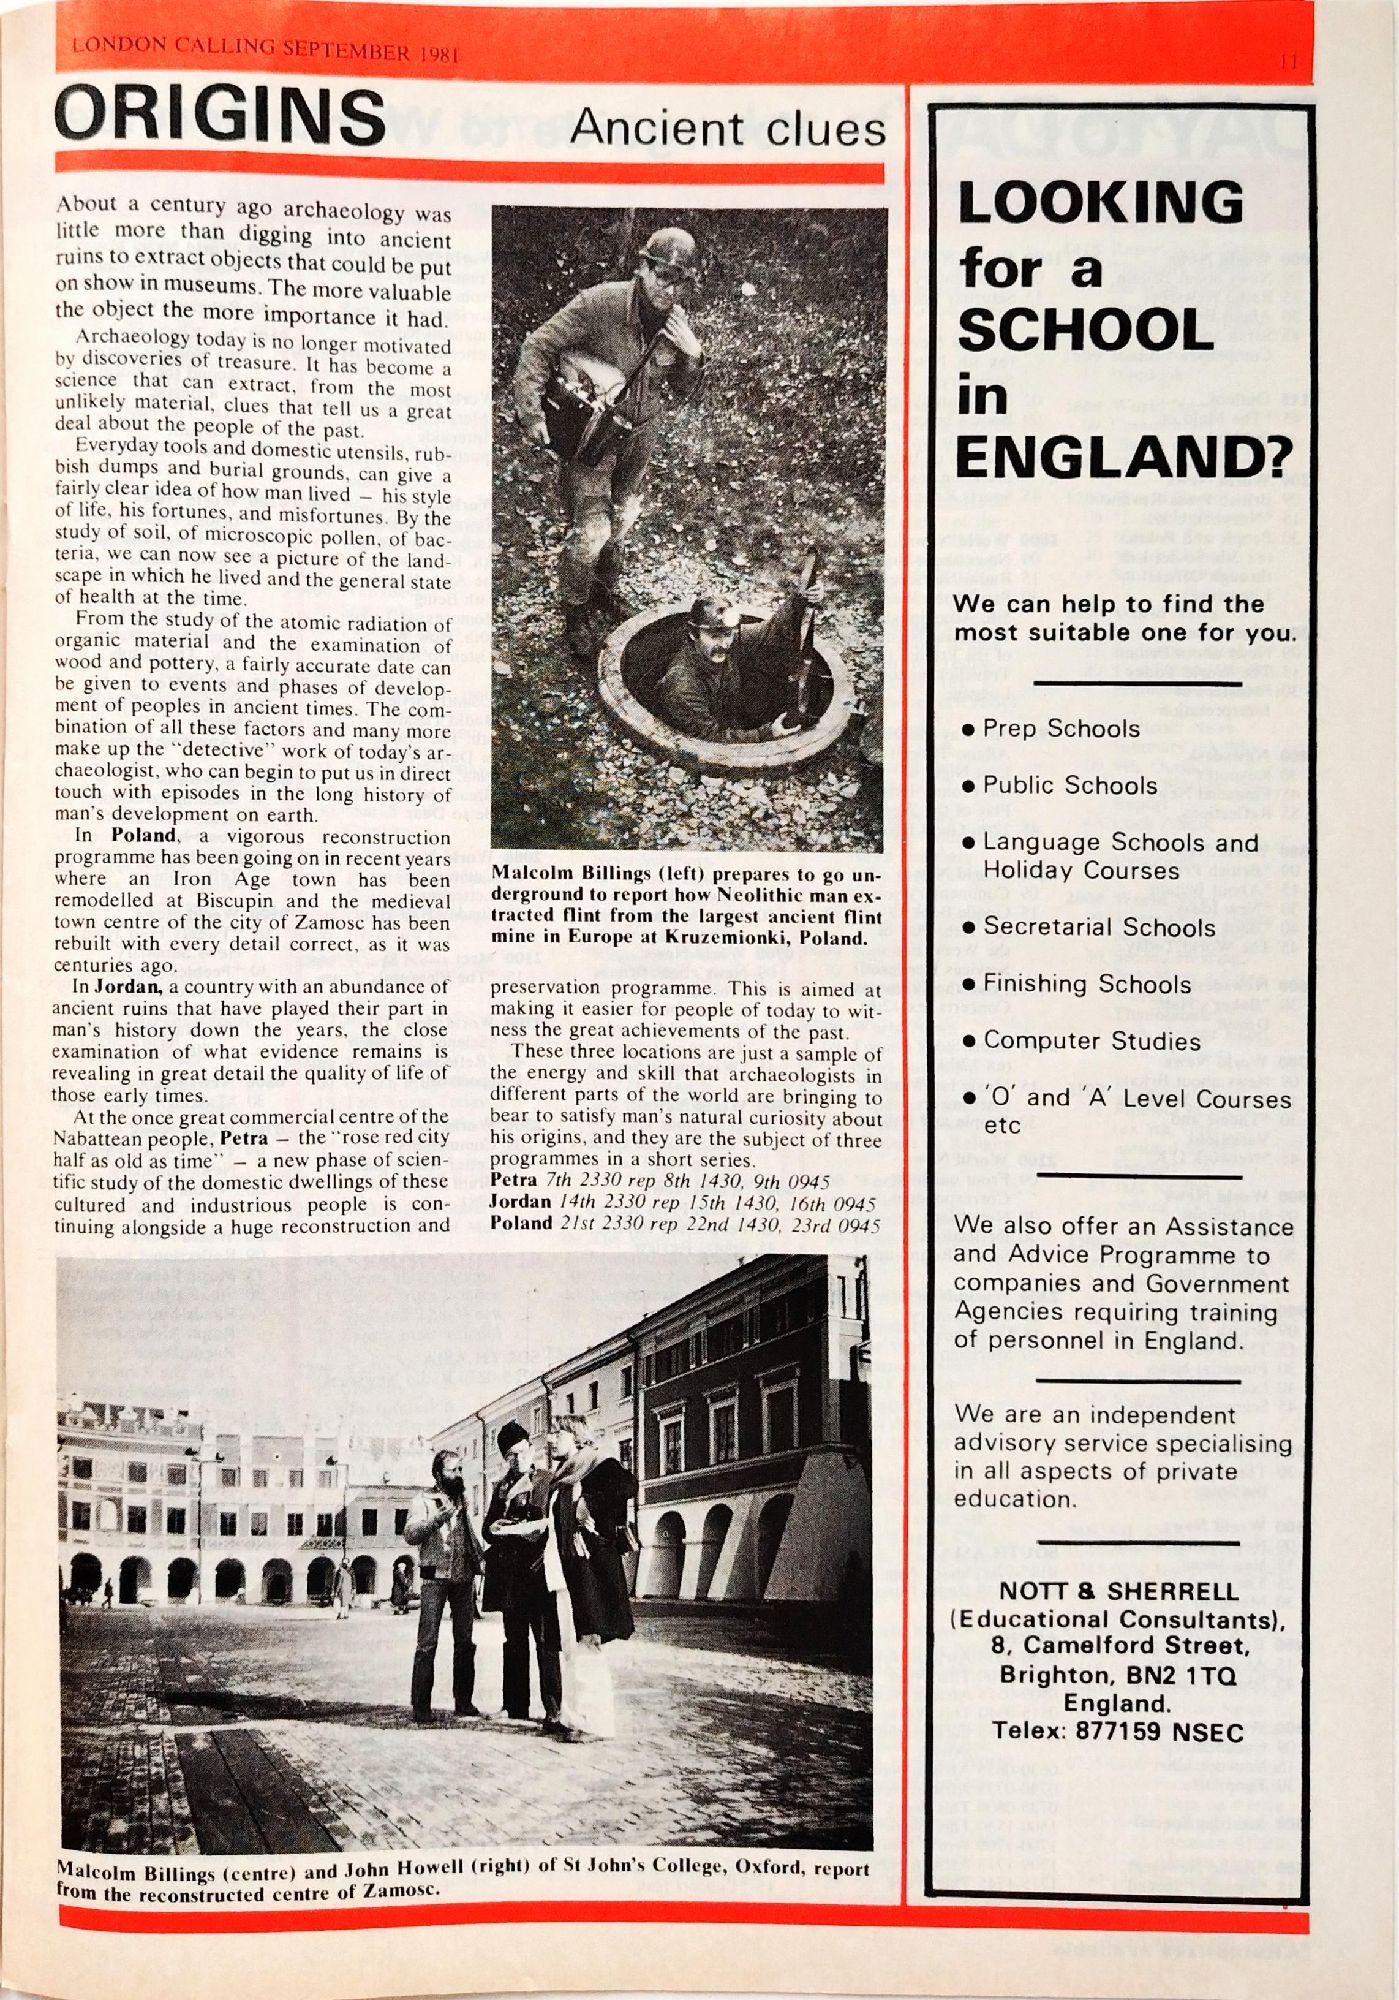 LONDON CALLING SEPTEMBER 1981
11
ORIGINS
Ancient clues
About a century ago archaeology was
little more than digging into ancient
ruins to extract objects that could be put
on show in museums. The more valuable
the object the more importance it had.
Archaeology today is no longer motivated
by discoveries of treasure. It has become a
science that can extract, from the most
unlikely material, clues that tell us a great
deal about the people of the past.
Everyday tools and domestic utensils, rub-
bish dumps and burial grounds, can give a
fairly clear idea of how man lived – his style
of life, his fortunes, and misfortunes. By the
study of soil, of microscopic pollen, of bac-
teria, we can now see a picture of the land-
scape in which he lived and the general state
of health at the time.
From the study of the atomic radiation of
organic material and the examination of
wood and pottery, a fairly accurate date can
be given to events and phases of develop-
ment of peoples in ancient times. The com-
bination of all these factors and many more
make up the "detective" work of today's ar-
chaeologist, who can begin to put us in direct
touch with episodes in the long history of
man's development on earth.
In Poland, a vigorous reconstruction
programme has been going on in recent years
where an Iron Age town has been
remodelled at Biscupin and the medieval
town centre of the city of Zamosc has been
rebuilt with every detail correct, as it was
centuries ago.
In Jordan, a country with an abundance of
ancient ruins that have played their part in
man's history down the years, the close
examination of what evidence remains is
revealing in great detail the quality of life of
those early times.
At the once great commercial centre of the
Nabattean people, Petra – the "rose red city
half as old as time" – a new phase of scien-
tific study of the domestic dwellings of these
cultured and industrious people is con-
tinuing alongside a huge reconstruction and
Malcolm Billings (left) prepares to go un-
derground to report how Neolithic man ex-
tracted flint from the largest ancient flint
mine in Europe at Kruzemionki, Poland.
preservation programme. This is aimed at
making it easier for people of today to wit-
ness the great achievements of the past.
These three locations are just a sample of
the energy and skill that archaeologists in
different parts of the world are bringing to
bear to satisfy man's natural curiosity about
his origins, and they are the subject of three
programmes in a short series.
Petra 7th 2330 rep 8th 1430, 9th 0945
Jordan 14th 2330 rep 15th 1430, 16th 0945
Poland 21st 2330 rep 22nd 1430, 23rd 0945
Malcolm Billings (centre) and John Howell (right) of St John's College, Oxford, report
from the reconstructed centre of Zamosc.
LOOKING
for a
SCHOOL
in
ENGLAND?
We can help to find the
most suitable one for you.
● Prep Schools
● Public Schools
● Language Schools and
Holiday Courses
● Secretarial Schools
● Finishing Schools
● Computer Studies
● 'O' and 'A' Level Courses
etc
We also offer an Assistance
and Advice Programme to
companies and Government
Agencies requiring training
of personnel in England.
We are an independent
advisory service specialising
in all aspects of private
education.
NOTT & SHERRELL
(Educational Consultants),
8, Camelford Street,
Brighton, BN2 1TQ
England.
Telex: 877159 NSEC